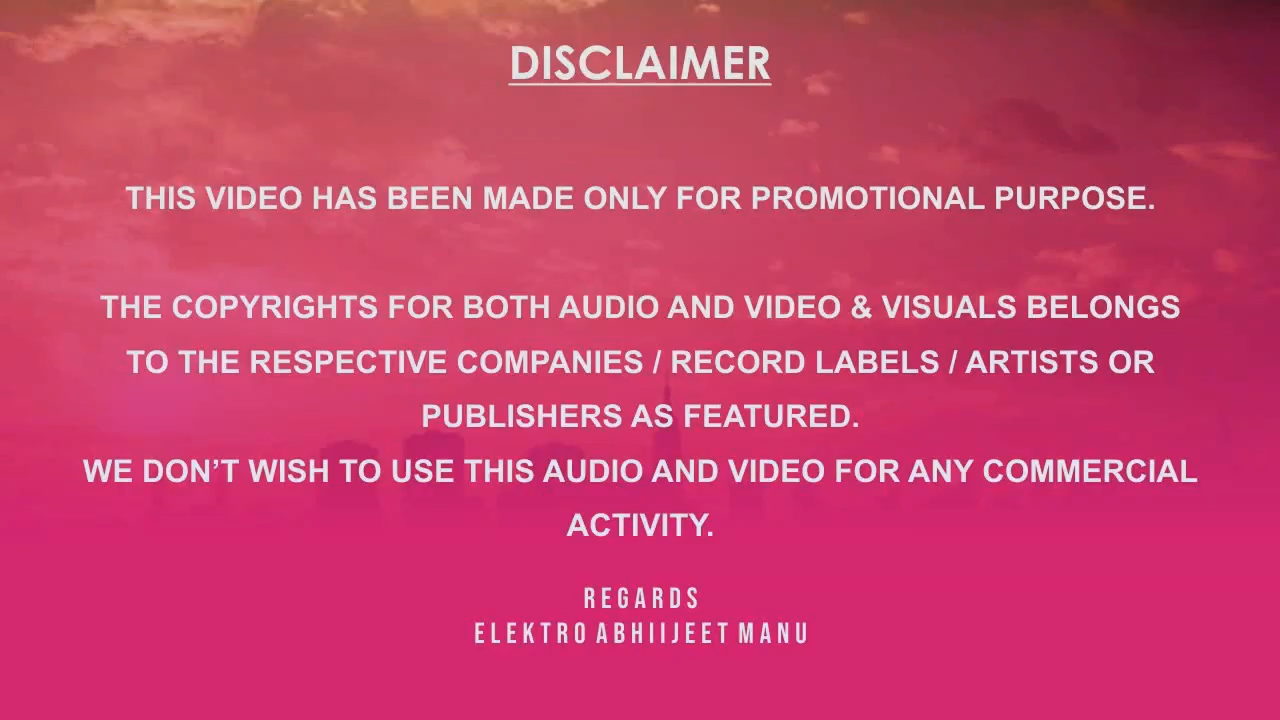 DISCLAIMER
THIS VIDEO HAS BEEN MADE ONLY FOR PROMOTIONAL PURPOSE.
THE COPYRIGHTS FOR BOTH AUDIO AND VIDEO & VISUALS BELONGS
TO THE RESPECTIVE COMPANIES / RECORD LABELS / ARTISTS OR
PUBLISHERS AS FEATURED.
WE DON’T WISH TO USE THIS AUDIO AND VIDEO FOR ANY COMMERCIAL
ACTIVITY.
REGARDS
ELEKTRO ABHIIJEET MANU